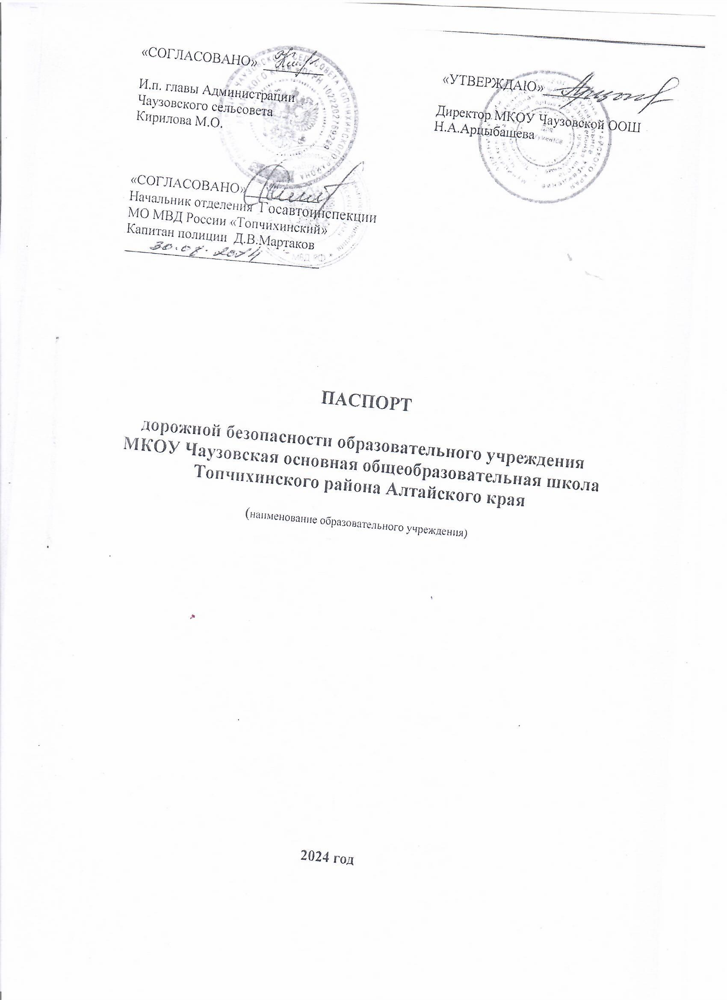 «СОГЛАСОВАНО»
И.п. главы Администрации
Чаузовского сельсовета
Кирилова М.О.
«УТВЕРЖДАЮ»
Директор МКОУ Чаузовской ООШ
Н.А.Арцыбащева
«СОГЛАСОВАНО»
Начальник отделения Госавтоинспекции
МО МВД России «Топчихинский»
Капитан полиции Д.В.Мартаков
30.08.2024
ПАСПОРТ
дорожной безопасности образовательного учреждения
МКОУ Чаузовская основная общеобразовательная школа
Топчихинского района Алтайского края
(наименование образовательного учреждения)
2024 год